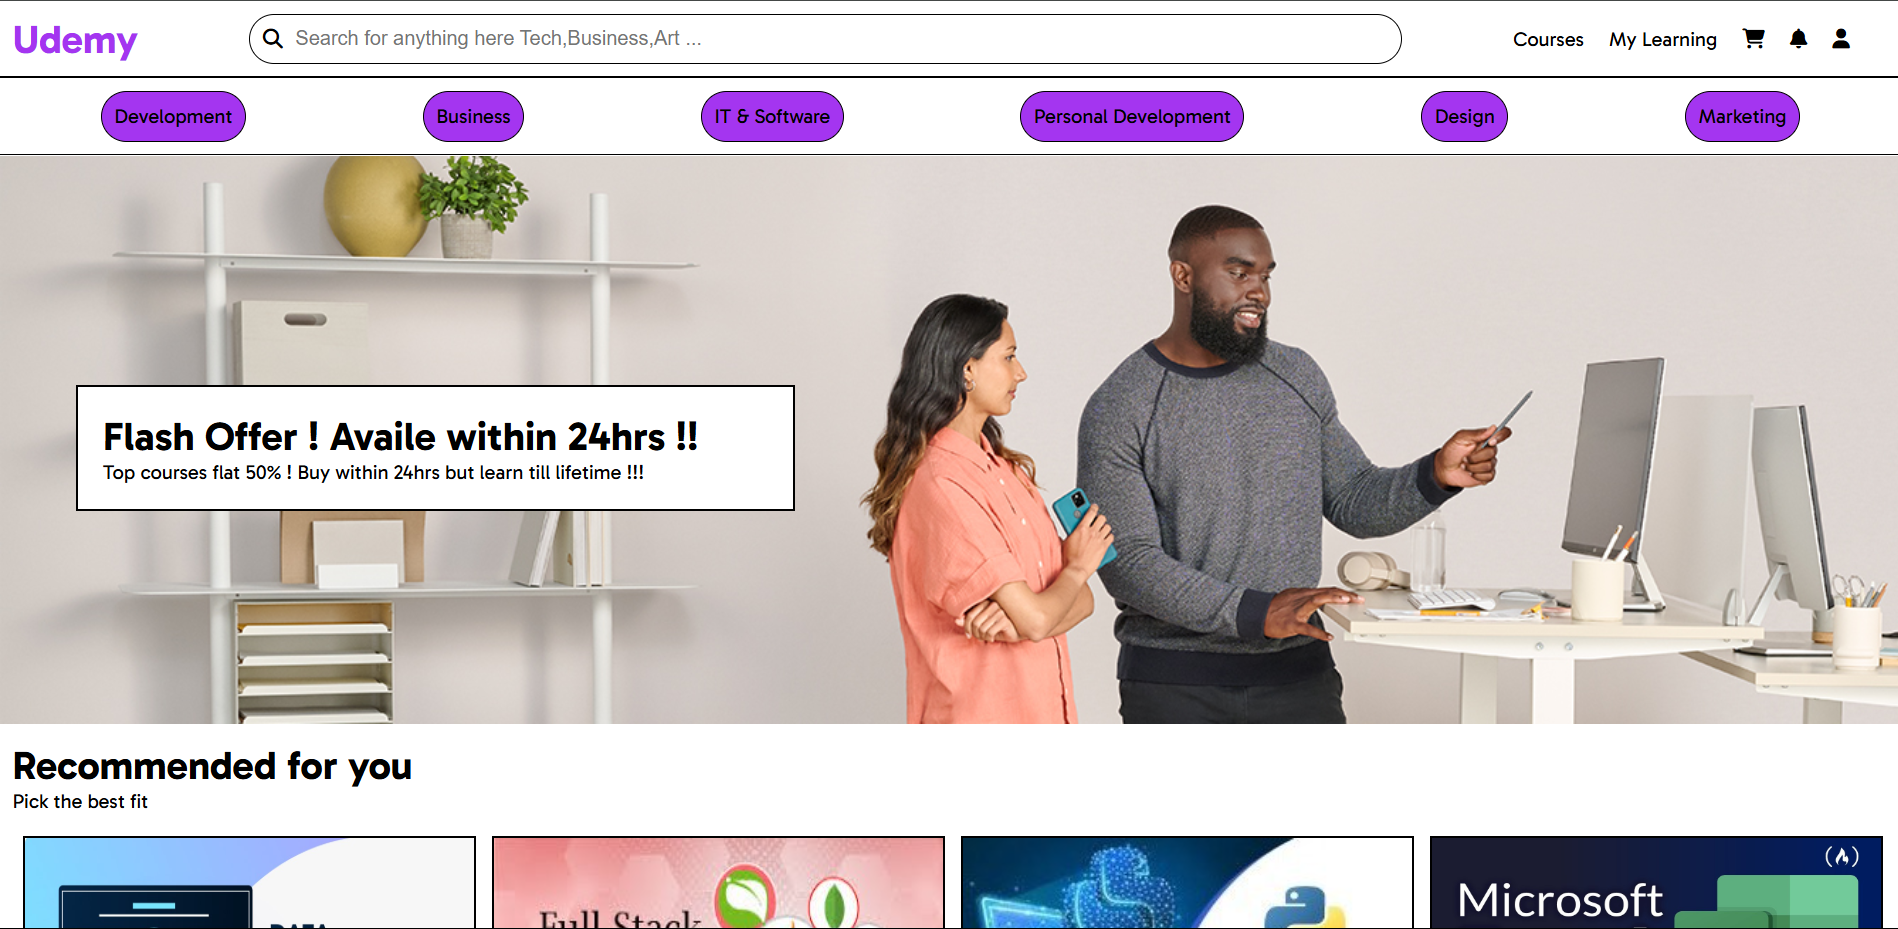 Udemy
Search for anything here Tech,Business,Art ...
Courses
My Learning
Development
Business
IT & Software
Personal Development
Design
Marketing
Flash Offer ! Availe within 24hrs !!
Top courses flat 50% ! Buy within 24hrs but learn till lifetime !!!
Recommended for you
Pick the best fit
DATA
Full Stack
Microsoft